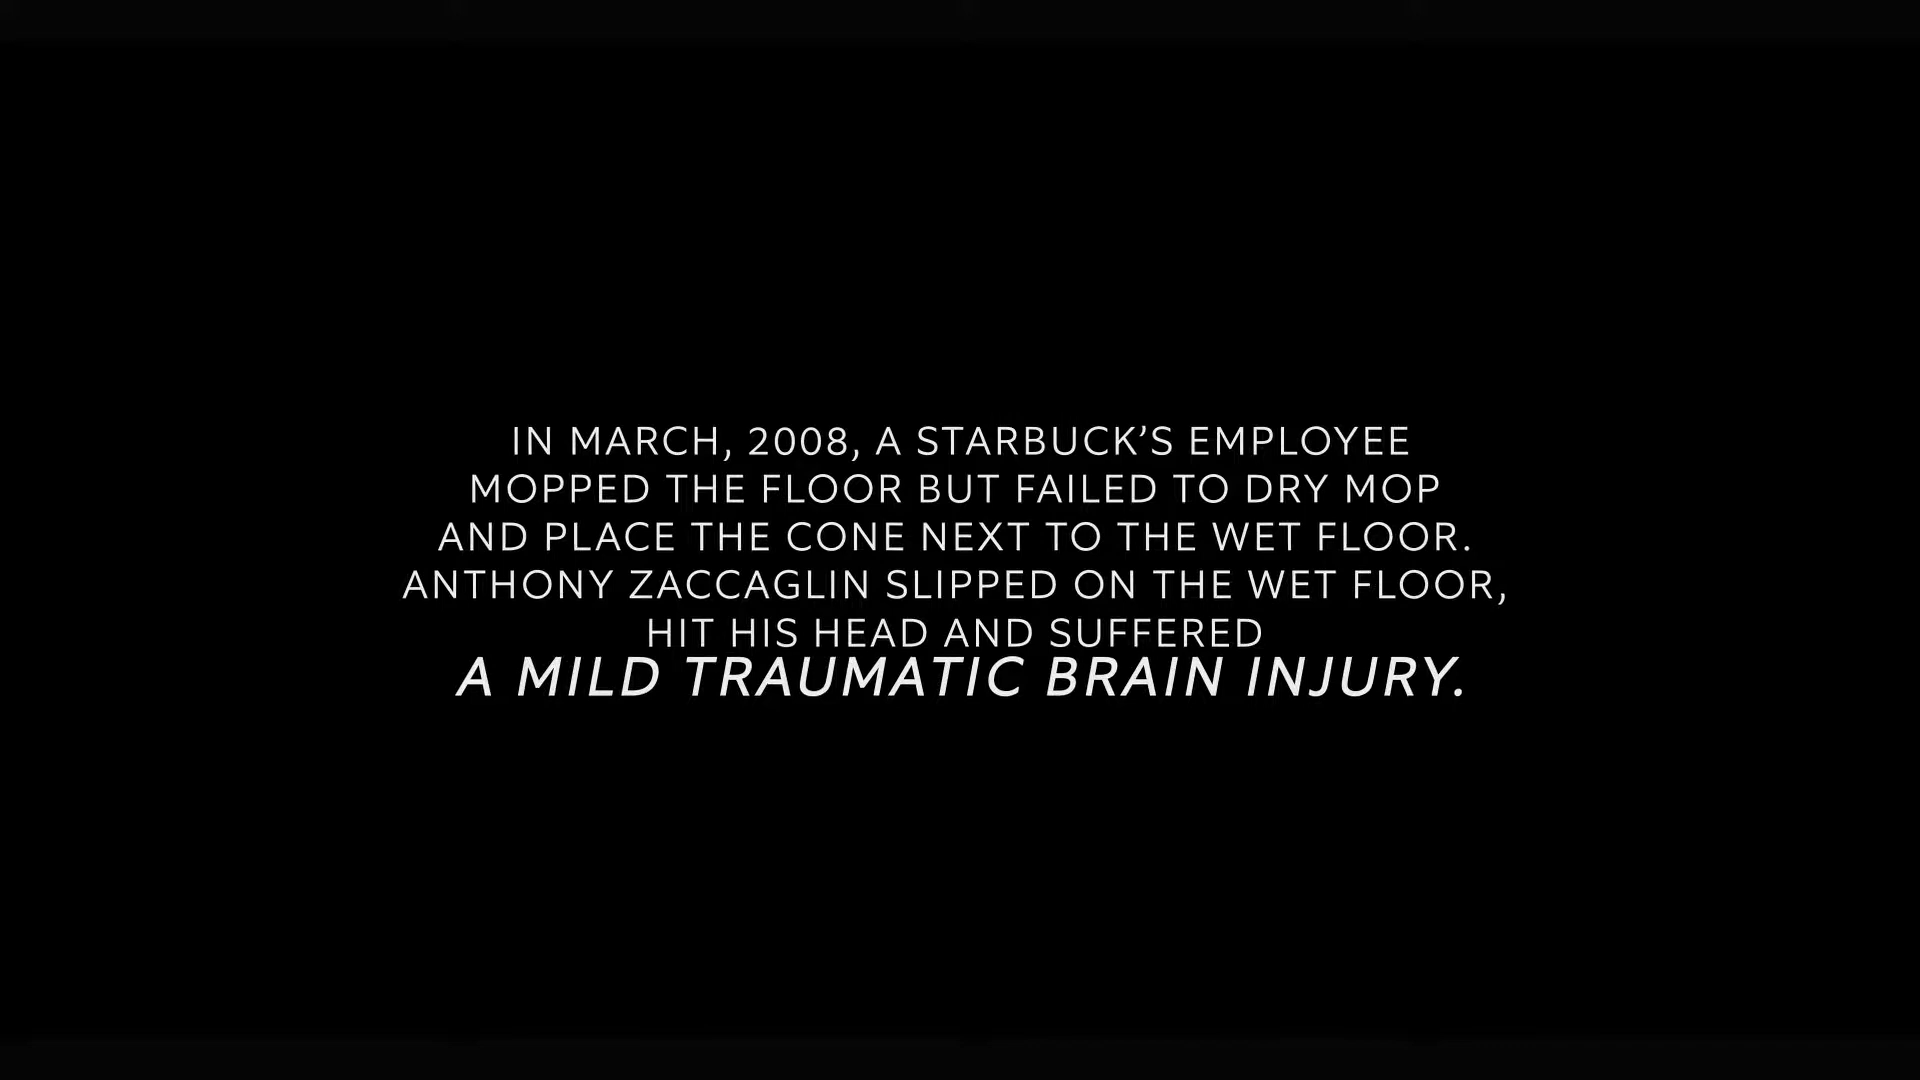 IN MARCH, 2008, A STARBUCK’S EMPLOYEE
MOPPED THE FLOOR BUT FAILED TO DRY MOP
AND PLACE THE CONE NEXT TO THE WET FLOOR.
ANTHONY ZACCAGLIN SLIPPED ON THE WET FLOOR,
HIT HIS HEAD AND SUFFERED
A MILD TRAUMATIC BRAIN INJURY.